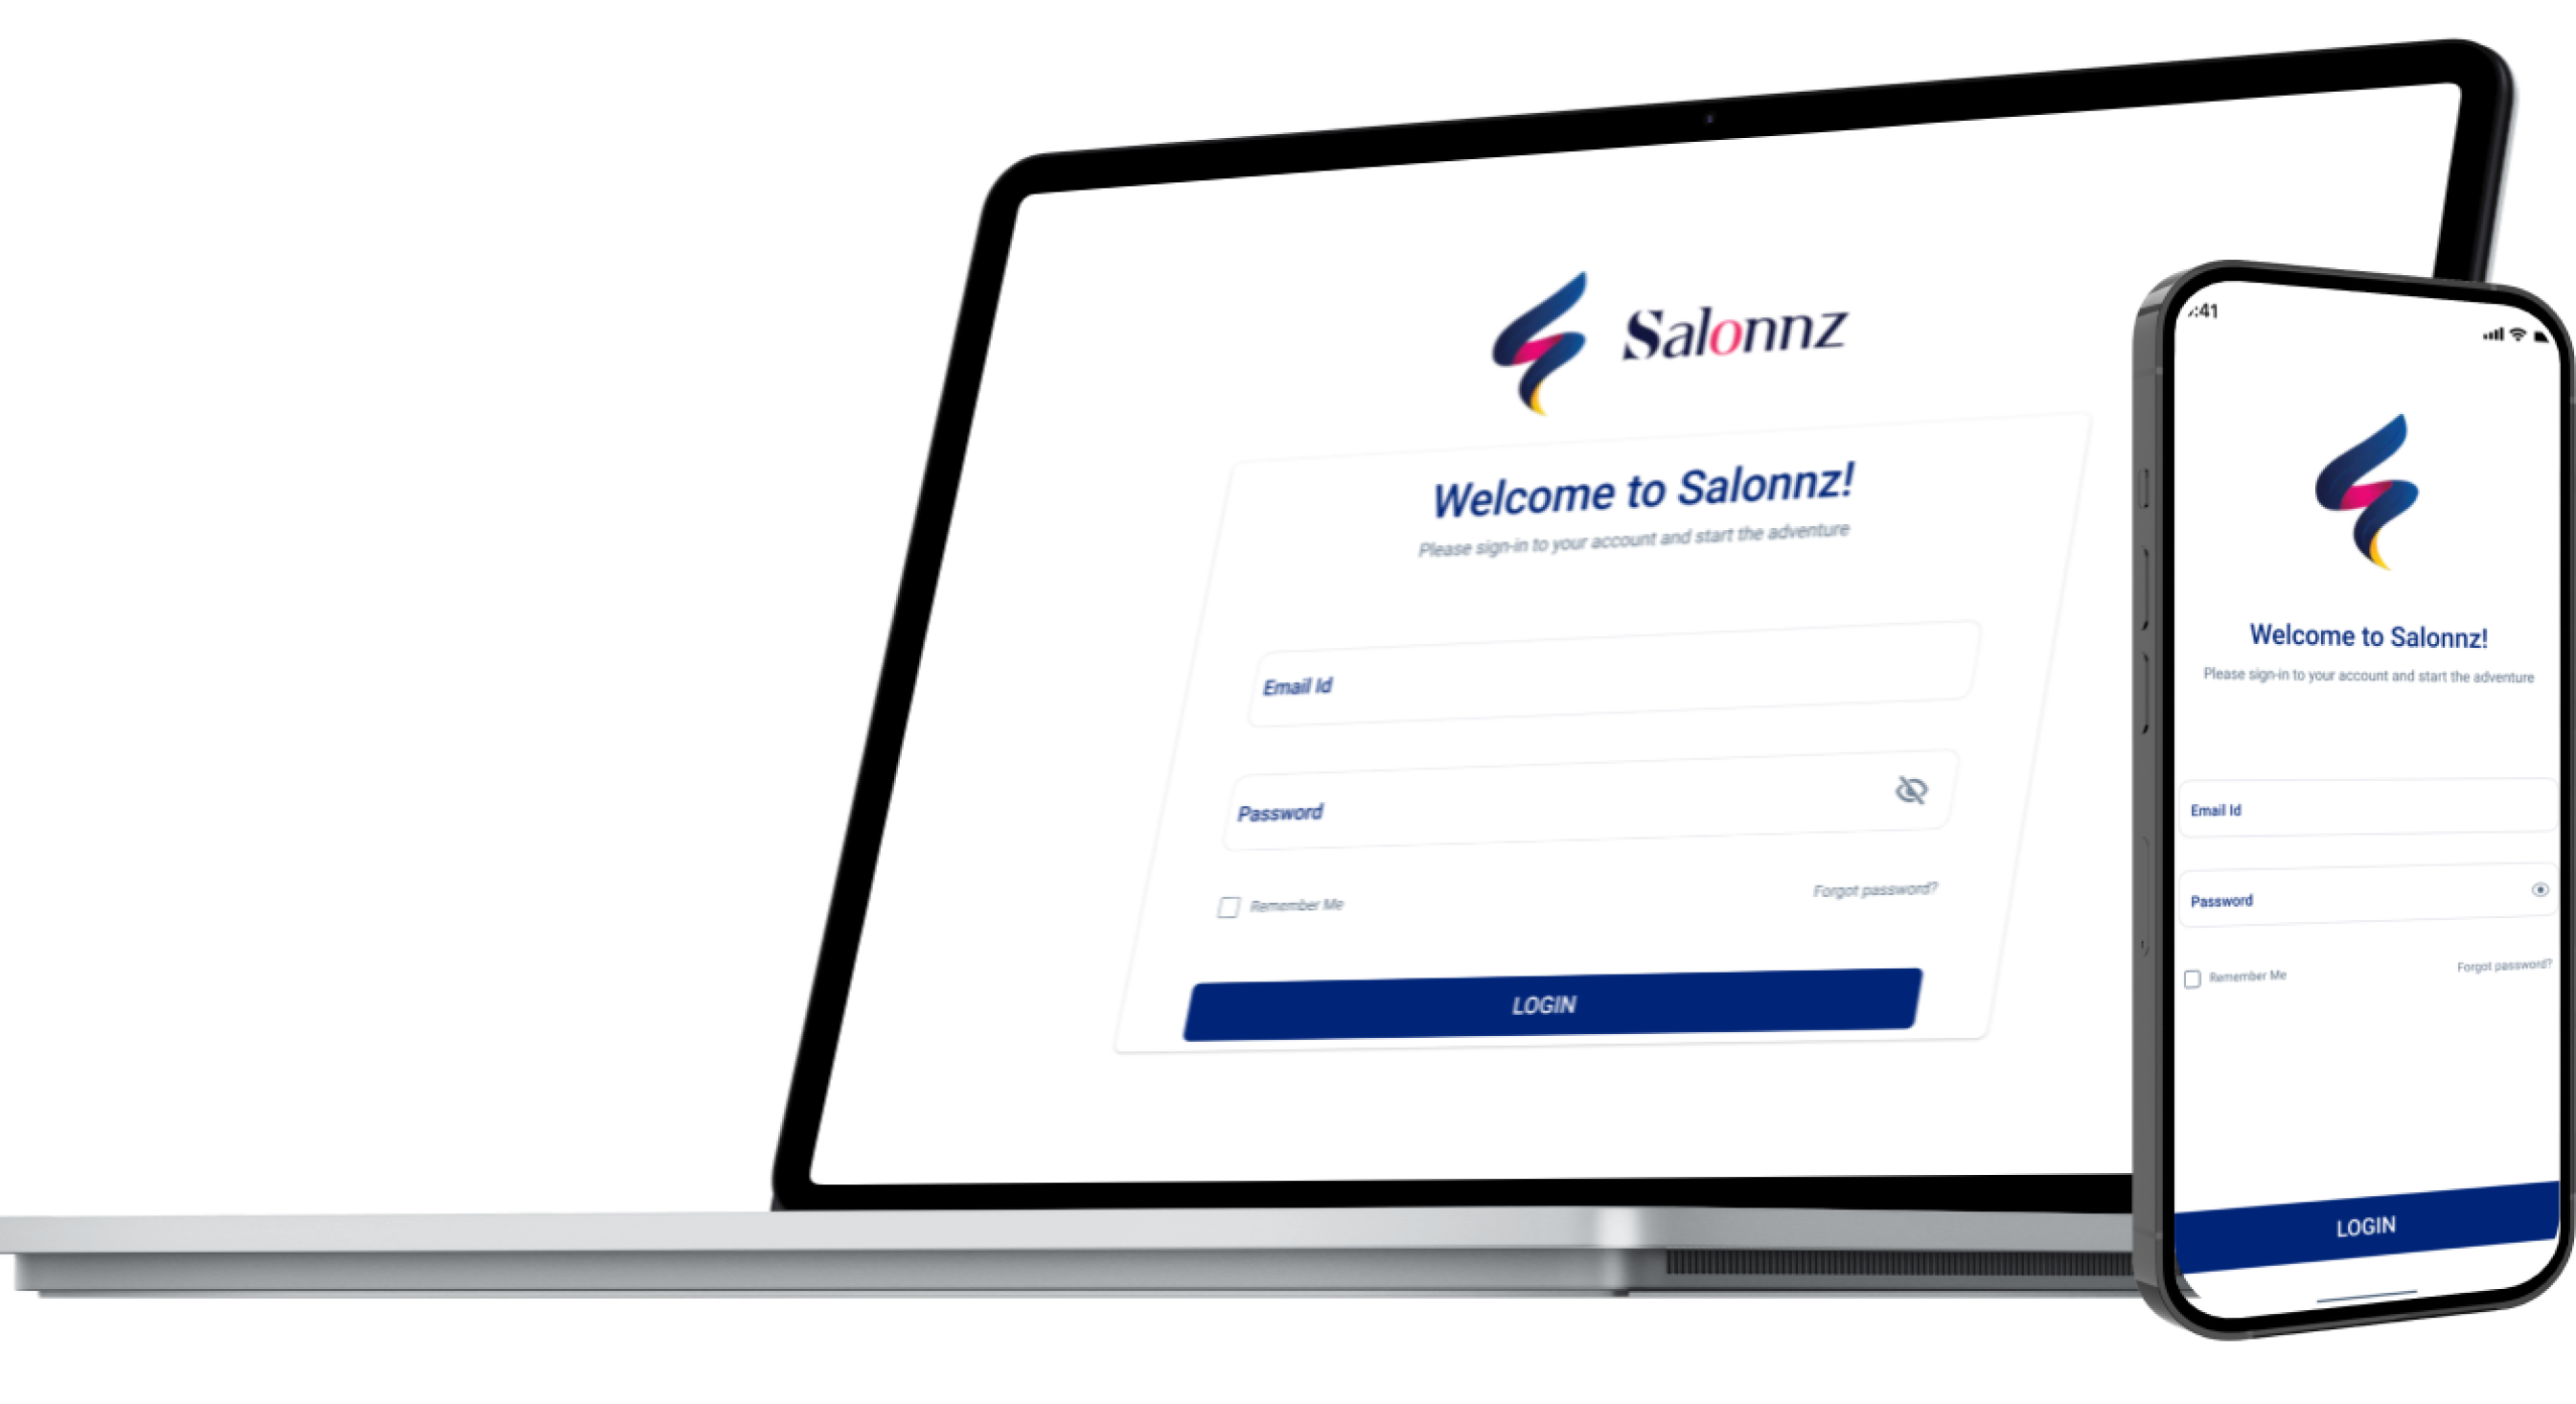 Salonnz
Welcome to Salonnz!
Please sign-in to your account and start the adventure
Email Id
Password
Remember Me
Forgot password?
LOGIN
:41
Welcome to Salonnz!
Please sign-in to your account and start the adventure
Email Id
Password
Remember Me
Forgot password?
LOGIN